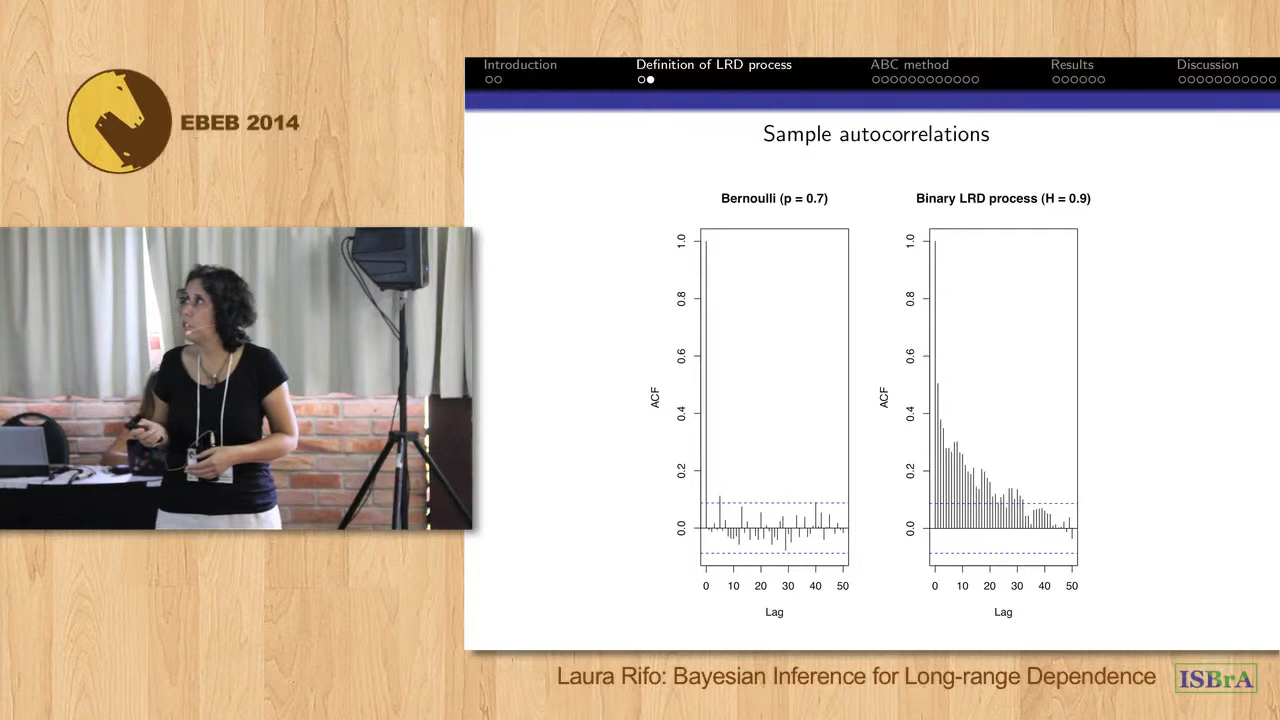 EBEB 2014
Introduction
Definition of LRD process
ABC method
Results
Discussion
Sample autocorrelations
Bernoulli (p = 0.7)
Binary LRD process (H = 0.9)
ACF
1.0
0.8
0.6
0.4
0.2
0.0
0 10 20 30 40 50
Lag
ACF
1.0
0.8
0.6
0.4
0.2
0.0
0 10 20 30 40 50
Lag
Laura Rifo: Bayesian Inference for Long-range Dependence
ISBrA